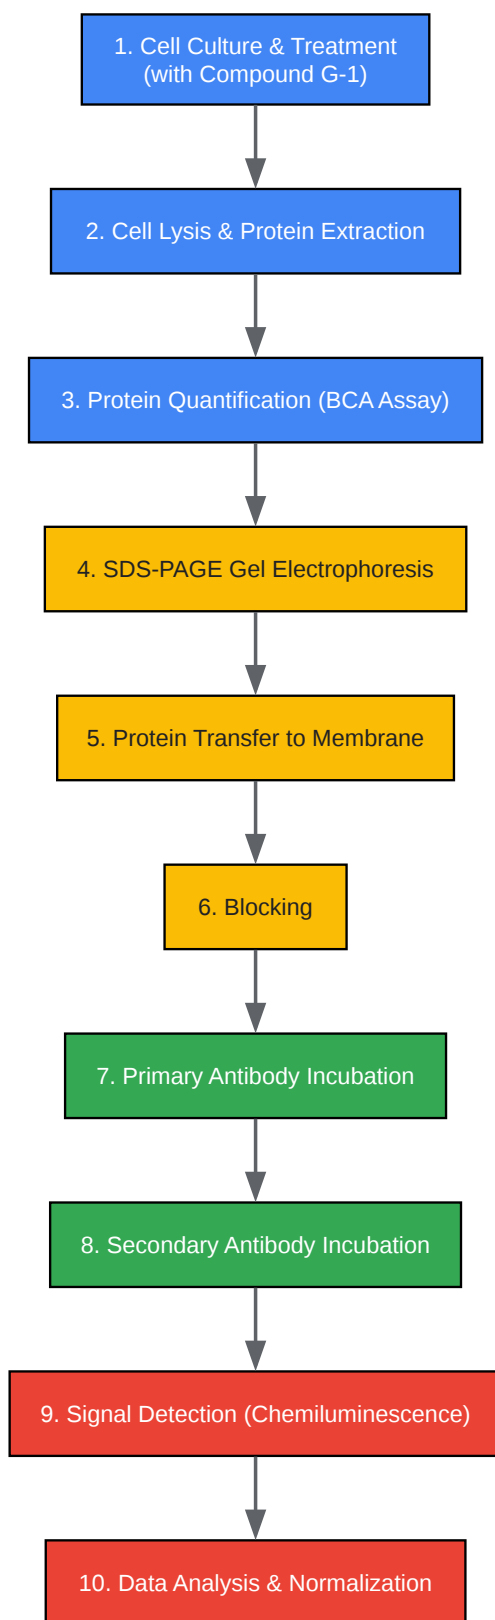 1. Cell Culture & Treatment
(with Compound G-1)
2. Cell Lysis & Protein Extraction
3. Protein Quantification (BCA Assay)
4. SDS-PAGE Gel Electrophoresis
5. Protein Transfer to Membrane
6. Blocking
7. Primary Antibody Incubation
8. Secondary Antibody Incubation
9. Signal Detection (Chemiluminescence)
10. Data Analysis & Normalization